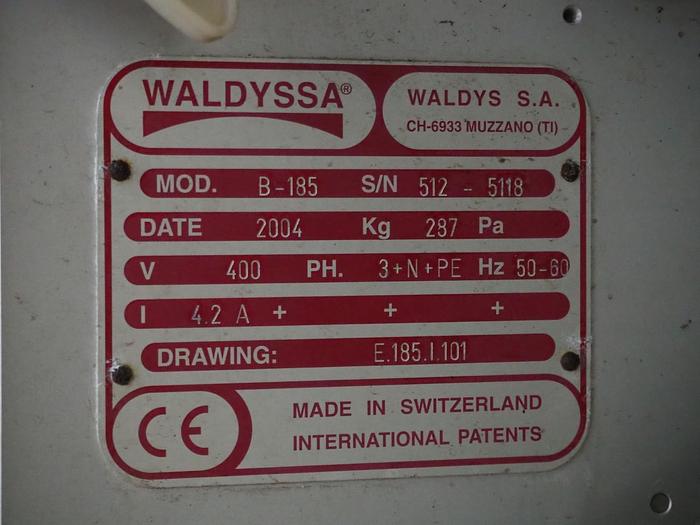 WALDYSSA®
WALDYS S.A.
CH-6933 MUZZANO (TI)
MOD. B-185 S/N 512 - 5118
DATE 2004 Kg 287 Pa
V 400 PH. 3+N+PE Hz 50-60
I 4.2 A + + +
DRAWING: E.185.I.101
CE
MADE IN SWITZERLAND
INTERNATIONAL PATENTS